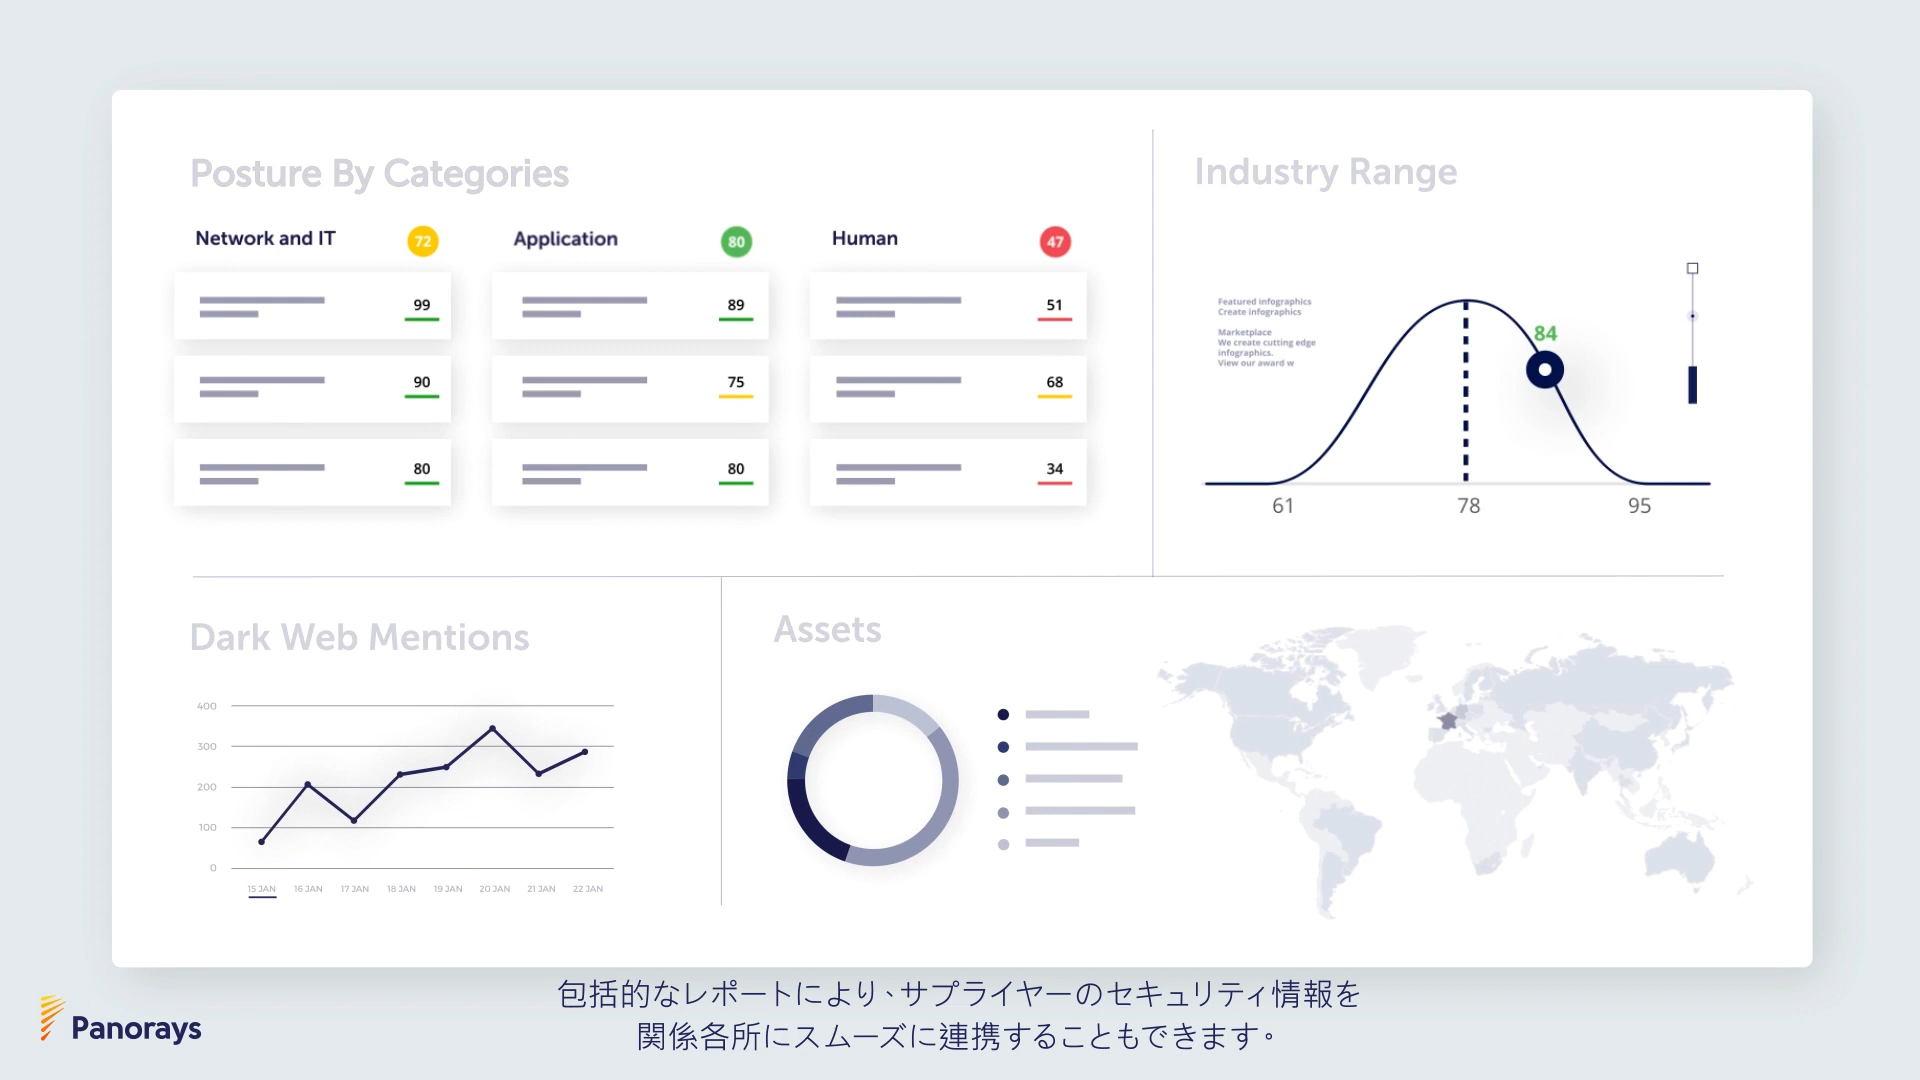 Posture By Categories
Network and IT
72
99
90
80
Application
80
89
75
80
Human
47
51
68
34
Industry Range
Featured infographics
Create infographics
Marketplace
We create cutting edge
infographics.
View our award w
84
61
78
95
Dark Web Mentions
400
300
200
100
0
15 JAN
16 JAN
17 JAN
18 JAN
19 JAN
20 JAN
21 JAN
22 JAN
Assets
包括的なレポートにより、サプライヤーのセキュリティ情報を
関係各所にスムーズに連携することもできます。
Panorays